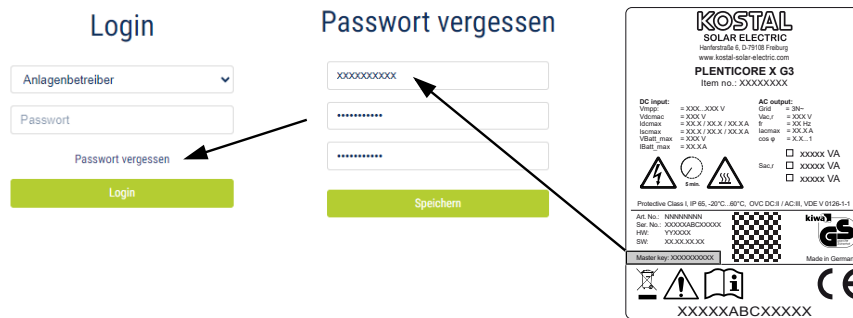 Login
Anlagenbetreiber
Passwort
Passwort vergessen
Login
Passwort vergessen
xxxxxxxxxx
•••••••••••
•••••••••••
Speichern
KOSTAL
SOLAR ELECTRIC
Hanferstraße 6, D-79108 Freiburg
www.kostal-solar-electric.com
PLENTICORE X G3
Item no.: XXXXXXXX
DC input:
Vmpp: = XXX...XXX V
Vdcmac = XXX V
Idcmax = XX.X / XX.X / XX.X A
Iscmax = XX.X / XX.X / XX.X A
VBatt_max = XXX V
IBatt_max = XX.X A
AC output:
Grid = 3N~
Vac,r = XXX V
fr = XX Hz
Iacmax = XX.X A
cos φ = X.X...1
Sac,r
xxxxx VA
xxxxx VA
xxxxx VA
5 min.
Protective Class I, IP 65, -20°C...60°C, OVC DC:II / AC:III, VDE V 0126-1-1
Art. No.: NNNNNNN
Ser. No.: XXXXXABCXXXXX
HW: YYXXXX
SW: XX.XX.XX.XX
Master key: XXXXXXXXXX
kiwa
GS
Made in German
i
CE
XXXXXABCXXXXX